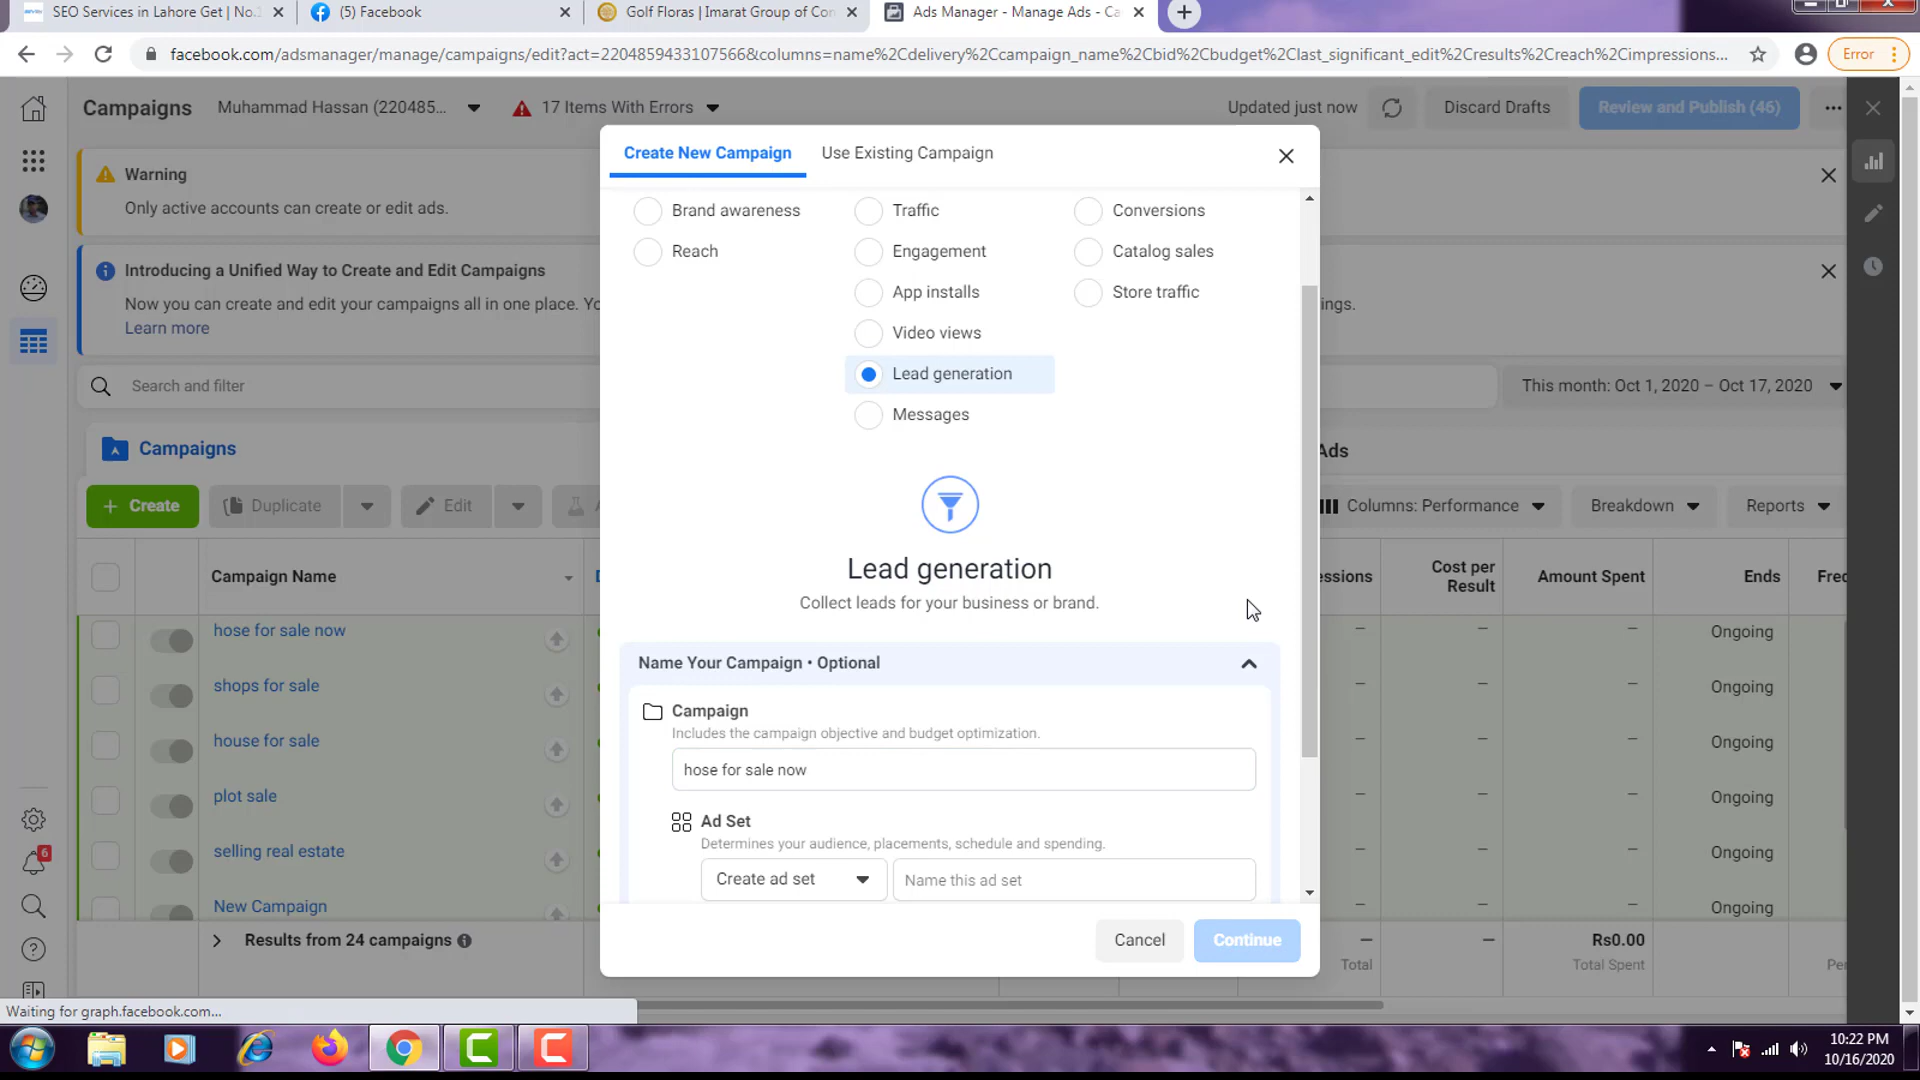 SEO Services in Lahore Get | No.1
(5) Facebook
Golf Floras | Imarat Group of Con
Ads Manager - Manage Ads - Ca
facebook.com/adsmanager/manage/campaigns/edit?act=2204859433107566&columns=name%2Cdelivery%2Ccampaign_name%2Cbid%2Cbudget%2Clast_significant_edit%2Cresults%2Creach%2Cimpressions...
Error
Campaigns
Muhammad Hassan (220485...
17 Items With Errors
Updated just now
Discard Drafts
Review and Publish (46)
Warning
Only active accounts can create or edit ads.
Introducing a Unified Way to Create and Edit Campaigns
Now you can create and edit your campaigns all in one place. Yo
ings.
Learn more
Search and filter
This month: Oct 1, 2020 – Oct 17, 2020
Campaigns
Ads
+ Create
Duplicate
Edit
Columns: Performance
Breakdown
Reports
Campaign Name
essions
Cost per
Result
Amount Spent
Ends
Frec
hose for sale now
– – – Ongoing
shops for sale
– – – Ongoing
house for sale
– – – Ongoing
plot sale
– – – Ongoing
selling real estate
– – – Ongoing
New Campaign
– – – Ongoing
Results from 24 campaigns
–
Total
–
Rs0.00
Total Spent
Per
Create New Campaign
Use Existing Campaign
Brand awareness
Traffic
Conversions
Reach
Engagement
Catalog sales
App installs
Store traffic
Video views
Lead generation
Messages
Lead generation
Collect leads for your business or brand.
Name Your Campaign • Optional
Campaign
Includes the campaign objective and budget optimization.
hose for sale now
Ad Set
Determines your audience, placements, schedule and spending.
Create ad set
Name this ad set
Cancel
Continue
6
Waiting for graph.facebook.com...
10:22 PM
10/16/2020